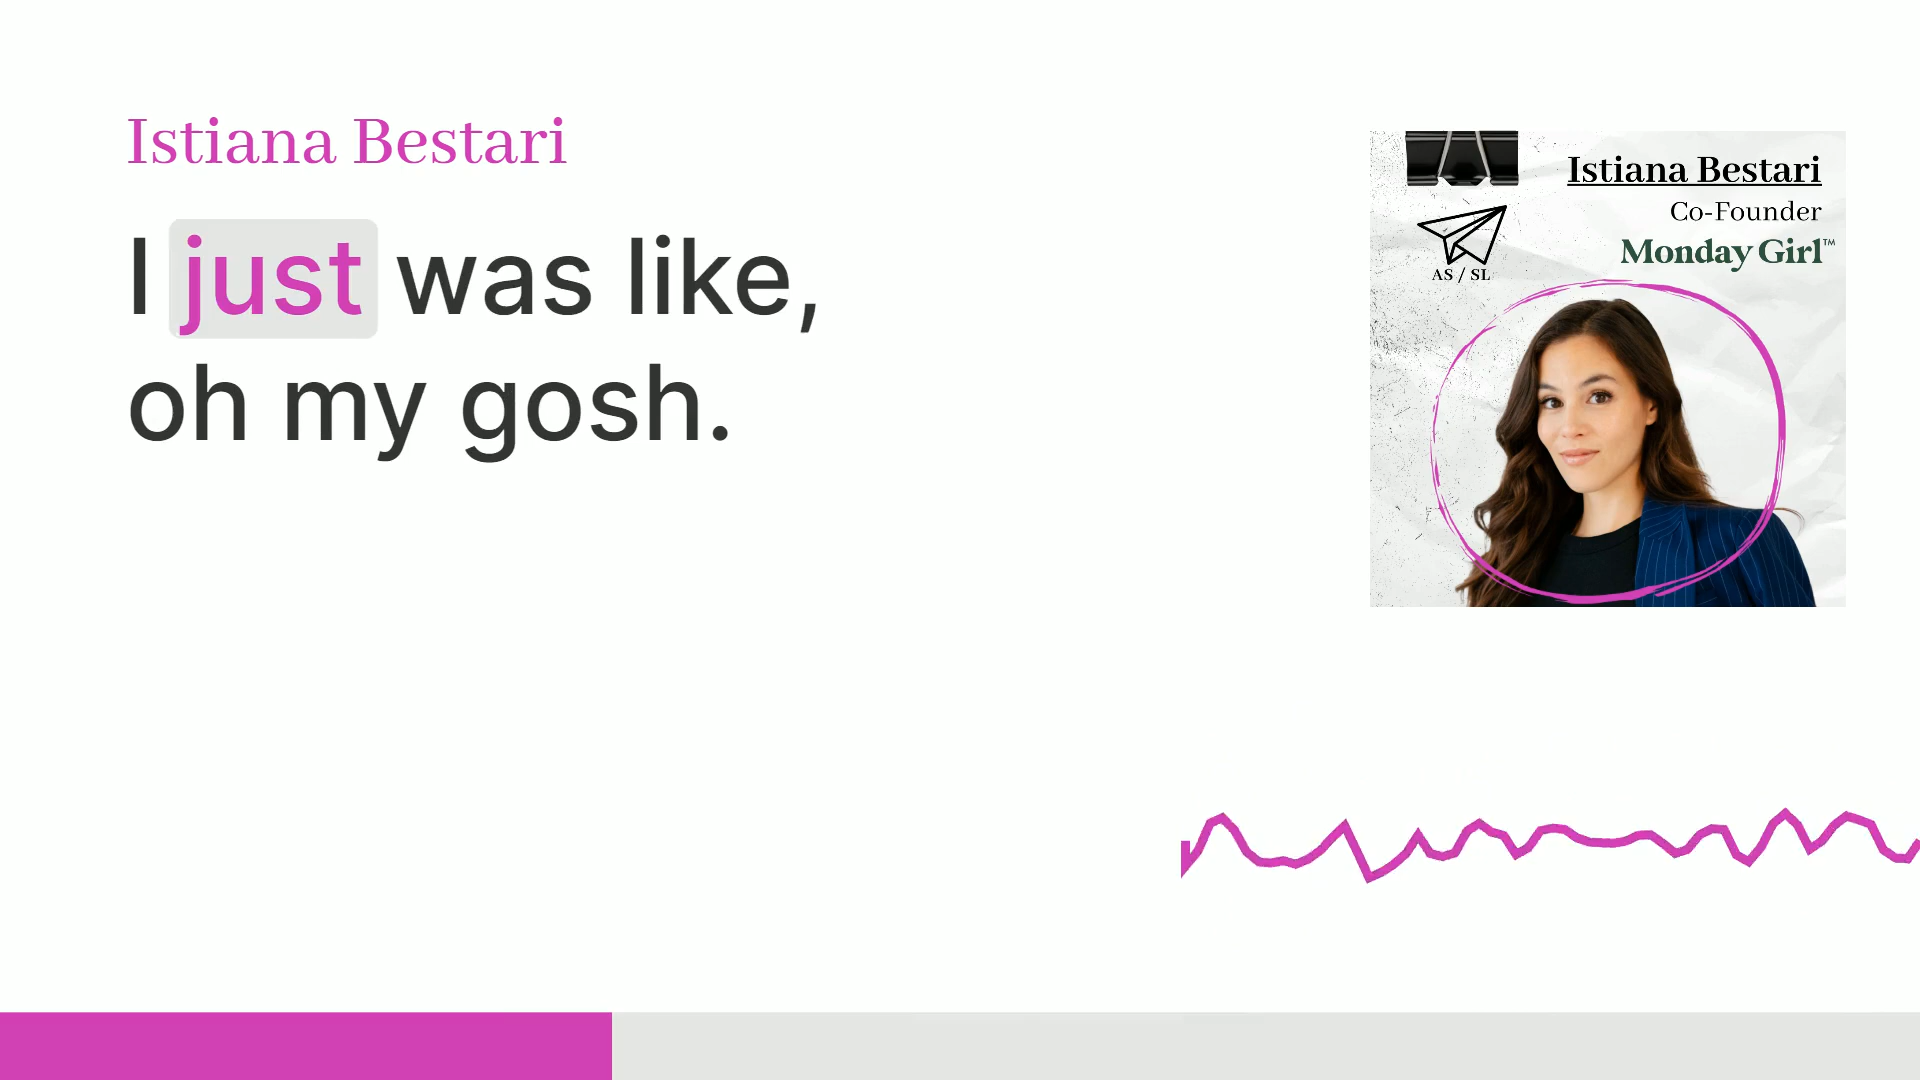 Istiana Bestari
I just was like,
oh my gosh.
Istiana Bestari
Co-Founder
Monday Girl™
AS / SL